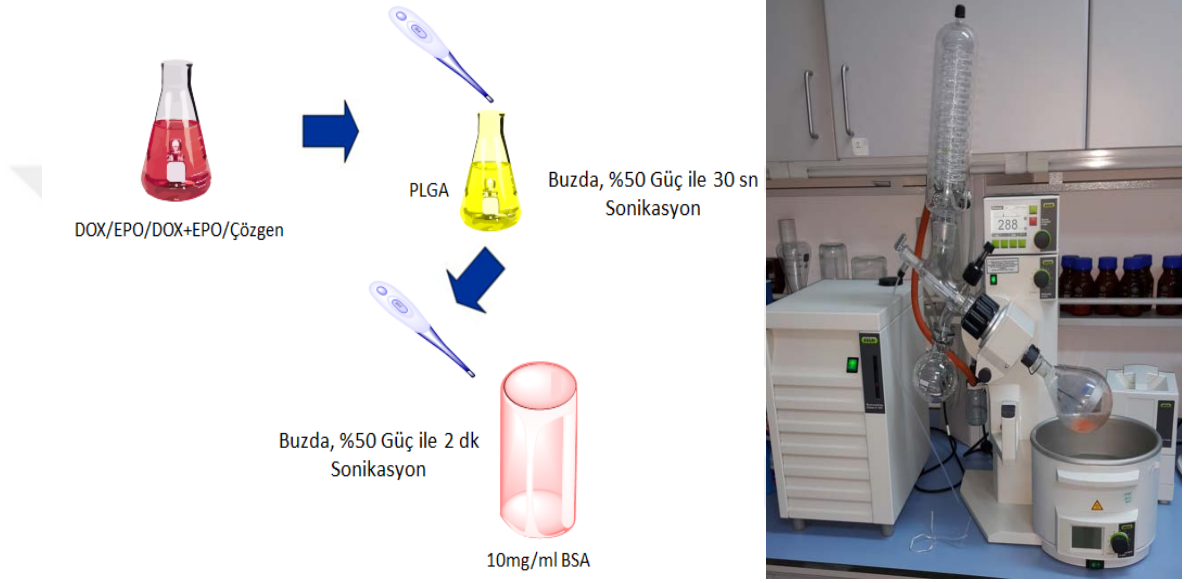 DOX/EPO/DOX+EPO/Çözgen
PLGA
Buzda, %50 Güç ile 30 sn
Sonikasyon
Buzda, %50 Güç ile 2 dk
Sonikasyon
10mg/ml BSA
288